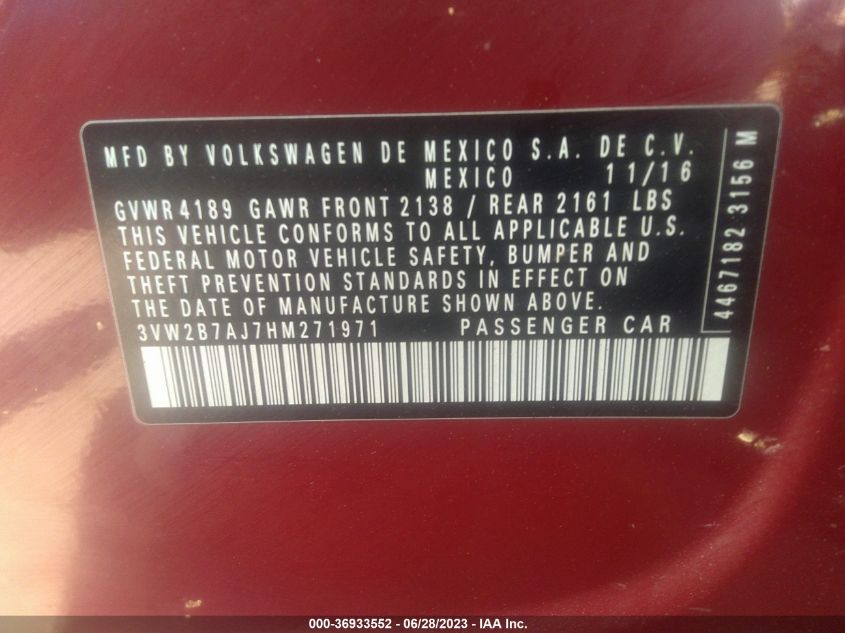 MFD BY VOLKSWAGEN DE MEXICO S.A. DE C.V.
MEXICO 11/16
GVWR 4189 GAWR FRONT 2138 / REAR 2161 LBS
THIS VEHICLE CONFORMS TO ALL APPLICABLE U.S.
FEDERAL MOTOR VEHICLE SAFETY, BUMPER AND
THEFT PREVENTION STANDARDS IN EFFECT ON
THE DATE OF MANUFACTURE SHOWN ABOVE.
3VW2B7AJ7HM271971 PASSENGER CAR
4467182 3156 M
000-36933552 - 06/28/2023 - IAA Inc.